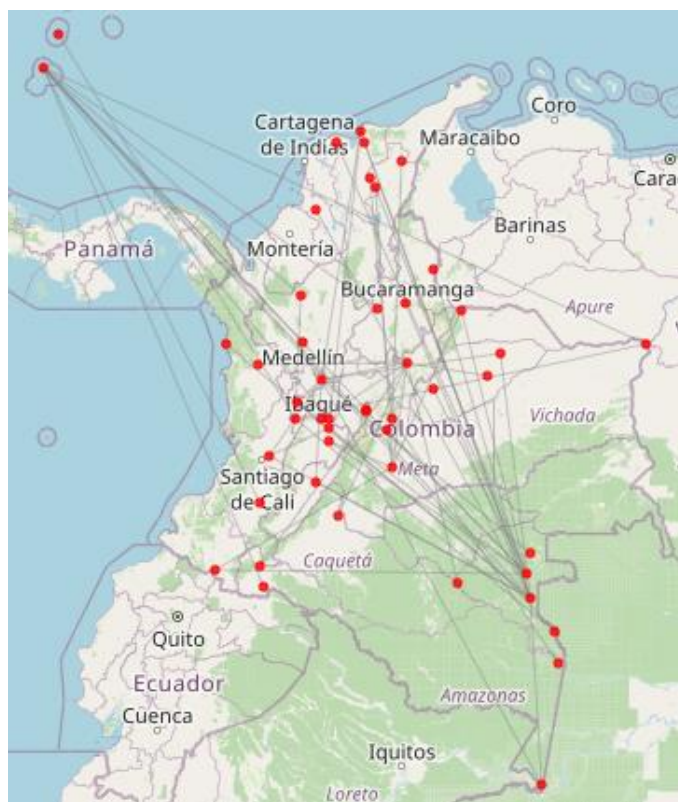 Coro
Cartagena
de Indias
Maracaibo
Cara
Barinas
Panamá
Montería
Bucaramanga
Apure
Medellín
Ibagué
Colombia
Vichada
Meta
Santiago
de Cali
Caquetá
Quito
Ecuador
Amazonas
Cuenca
Iquitos
Loreto